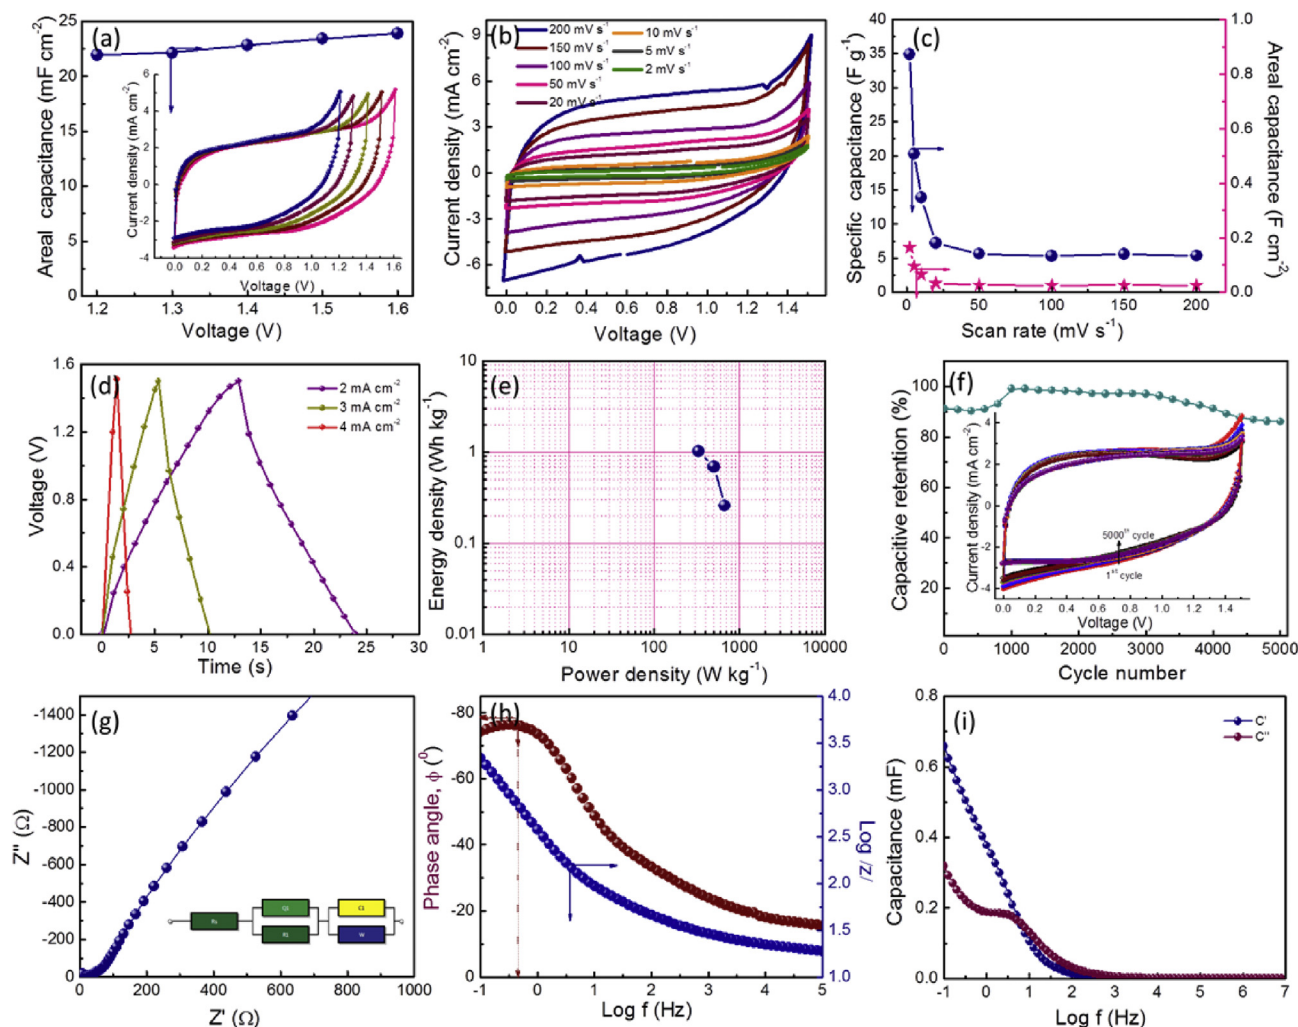 (a)
Areal capacitance (mF cm⁻²)
25
20
15
10
5
0
1.2 1.3 1.4 1.5 1.6
Voltage (V)
Current density (mA cm⁻²)
6
4
2
0
-2
-4
0.0 0.2 0.4 0.6 0.8 1.0 1.2 1.4 1.6
Voltage (V)
(b)
Current density (mA cm⁻²)
9
6
3
0
-3
-6
0.0 0.2 0.4 0.6 0.8 1.0 1.2 1.4
Voltage (V)
200 mV s⁻¹
150 mV s⁻¹
100 mV s⁻¹
50 mV s⁻¹
20 mV s⁻¹
10 mV s⁻¹
5 mV s⁻¹
2 mV s⁻¹
(c)
Specific capacitance (F g⁻¹)
40
35
30
25
20
15
10
5
0
0 50 100 150 200
Scan rate (mV s⁻¹)
Areal capacitance (F cm⁻²)
1.0
0.8
0.6
0.4
0.2
0.0
(d)
Voltage (V)
1.6
1.2
0.8
0.4
0.0
0 5 10 15 20 25 30
Time (s)
2 mA cm⁻²
3 mA cm⁻²
4 mA cm⁻²
(e)
Energy density (Wh kg⁻¹)
10
1
0.1
0.01
1 10 100 1000 10000
Power density (W kg⁻¹)
(f)
Capacitive retention (%)
100
80
60
40
20
0 1000 2000 3000 4000 5000
Cycle number
Current density (mA cm⁻²)
4
2
0
-2
-4
0.0 0.2 0.4 0.6 0.8 1.0 1.2 1.4
Voltage (V)
5000ᵗʰ cycle
1ˢᵗ cycle
(g)
Z'' (Ω)
-1400
-1200
-1000
-800
-600
-400
-200
0
0 200 400 600 800 1000
Z' (Ω)
W
(h)
Phase angle, ϕ (⁰)
-80
-60
-40
-20
0
-1 0 1 2 3 4 5
Log f (Hz)
Log /z/
4.0
3.5
3.0
2.5
2.0
1.5
1.0
(i)
Capacitance (mF)
0.8
0.6
0.4
0.2
0.0
-1 0 1 2 3 4 5 6 7
Log f (Hz)
C'
C''